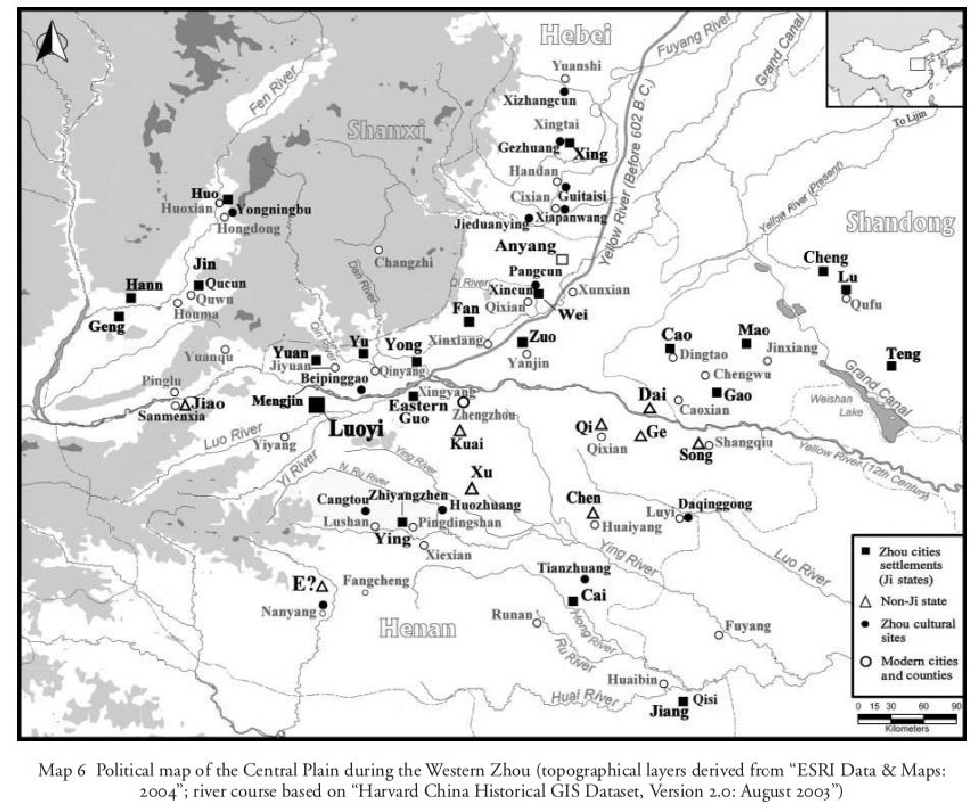 Hebei
Fuyang River
Grand Canal
Yuanshi
Xizhangcun
Fen River
Xingtai
To Lijin
Shanxi
Gezhuang
Xing
Handan
Cixian
Guitaisi
Yellow River (Before 602 B.C.)
Yellow River (Present)
Huo
Huoxian
Yongningbu
Hongdong
Jieduanying
Xiapanwang
Shandong
Anyang
Changzhi
Cheng
Jin
Pangcun
Lu
Hann
Qucun
Dan River
Qi River
Xincun
Xunxian
Quwu
Qixian
Qufu
Houma
Fan
Wei
Geng
Qin River
Mao
Yu
Yong
Xinxiang
Zuo
Cao
Jinxiang
Yuanqu
Yuan
Dingtao
Teng
Jiyuan
Qinyang
Yanjin
Chengwu
Grand Canal
Pinglu
Beipinggao
Xingyang
Dai
Gao
Weishan
Lake
Jiao
Mengjin
Eastern
Guo
Zhengzhou
Caoxian
Sanmenxia
Luoyi
Kuai
Qi
Ge
Luo River
Yiyang
Qixian
Song
Shangqiu
Yellow River (12th Century)
Yi River
Ying River
N. Ru River
Xu
Cangtou
Zhiyangzhen
Huozhuang
Chen
Daqinggong
Luyi
Lushan
Pingdingshan
Huaiyang
Ying
Xiexian
Ying River
Luo River
Tianzhuang
E?
Fangcheng
Cai
Nanyang
Henan
Runan
Hong River
Fuyang
Ru River
Huaibin
Huai River
Qisi
Jiang
Zhou cities
settlements
(Ji states)
Non-Ji state
Zhou cultural
sites
Modern cities
and counties
0 15 30 60 90
Kilometers
Map 6 Political map of the Central Plain during the Western Zhou (topographical layers derived from “ESRI Data & Maps:
2004”; river course based on “Harvard China Historical GIS Dataset, Version 2.0: August 2003”)